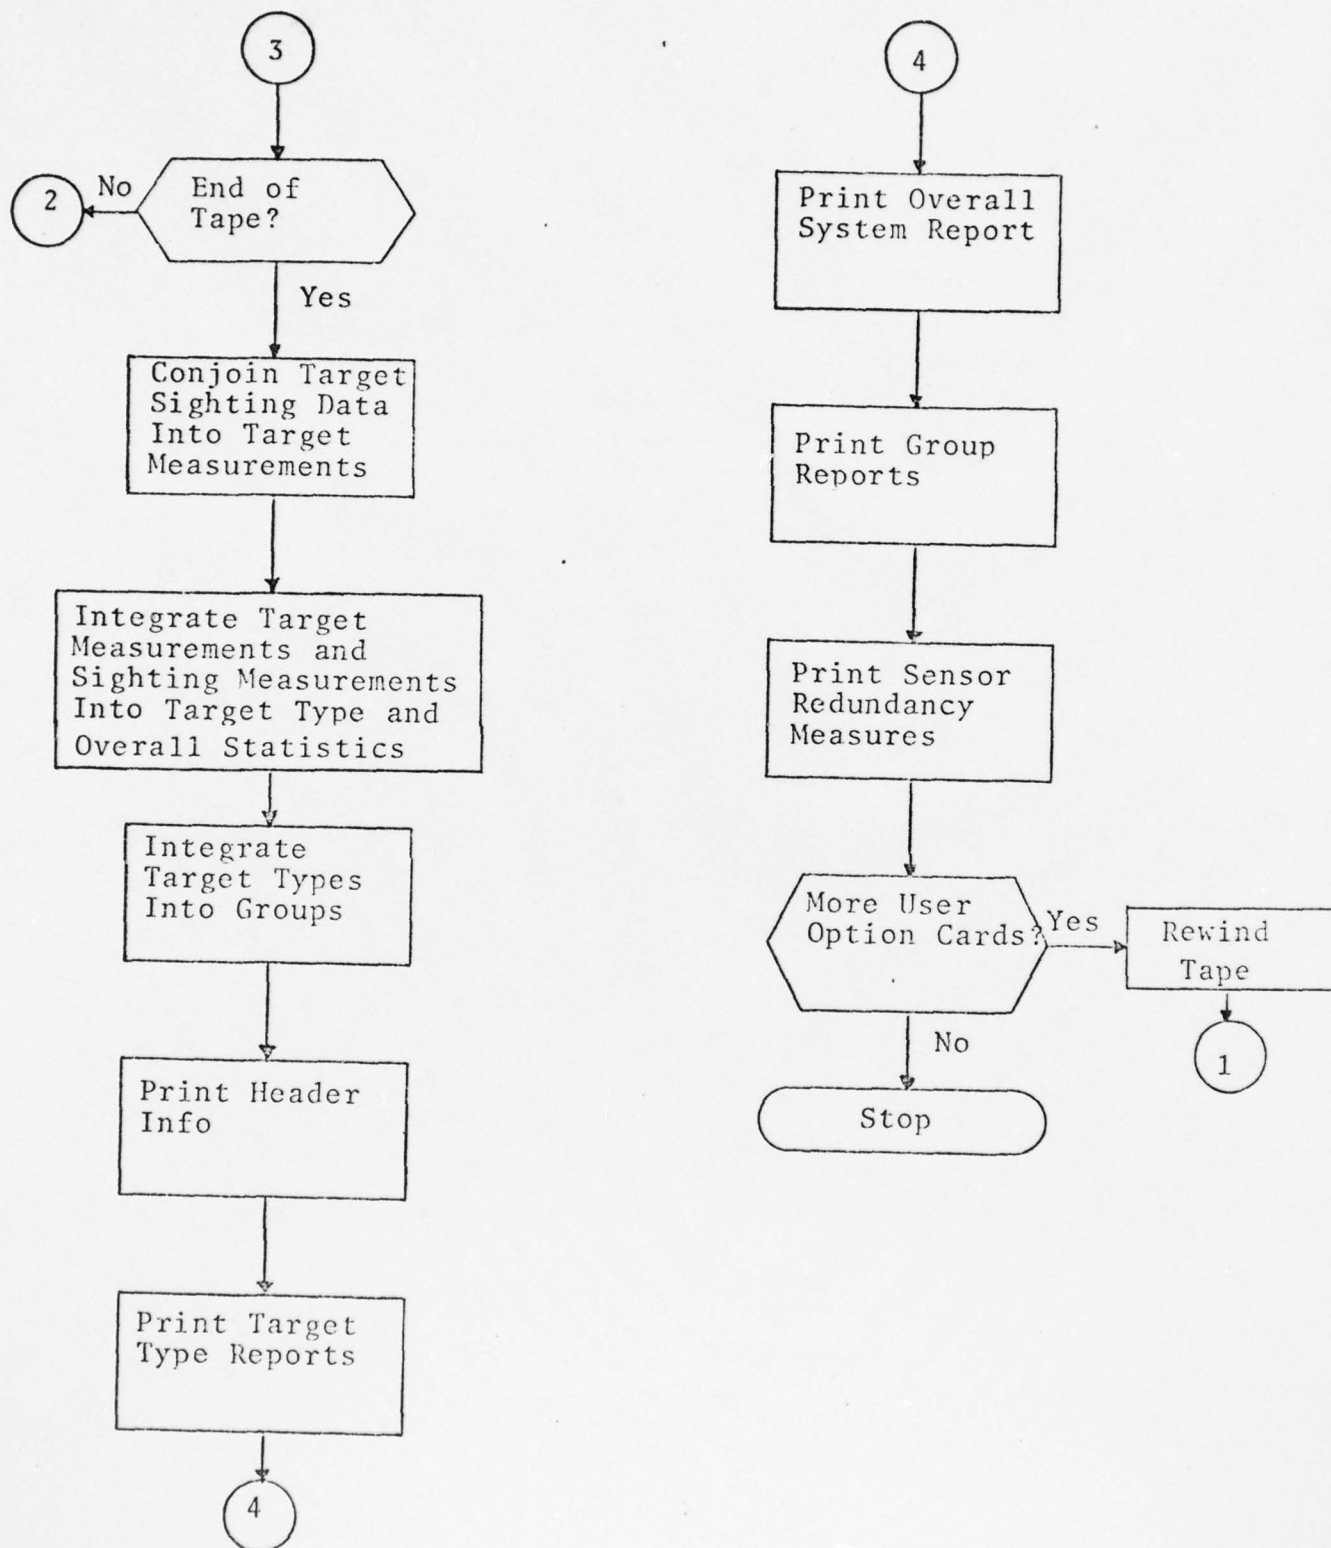 3
2
No
End of
Tape?
Yes
Conjoin Target
Sighting Data
Into Target
Measurements
Integrate Target
Measurements and
Sighting Measurements
Into Target Type and
Overall Statistics
Integrate
Target Types
Into Groups
Print Header
Info
Print Target
Type Reports
4
4
Print Overall
System Report
Print Group
Reports
Print Sensor
Redundancy
Measures
More User
Option Cards?
Yes
Rewind
Tape
1
No
Stop